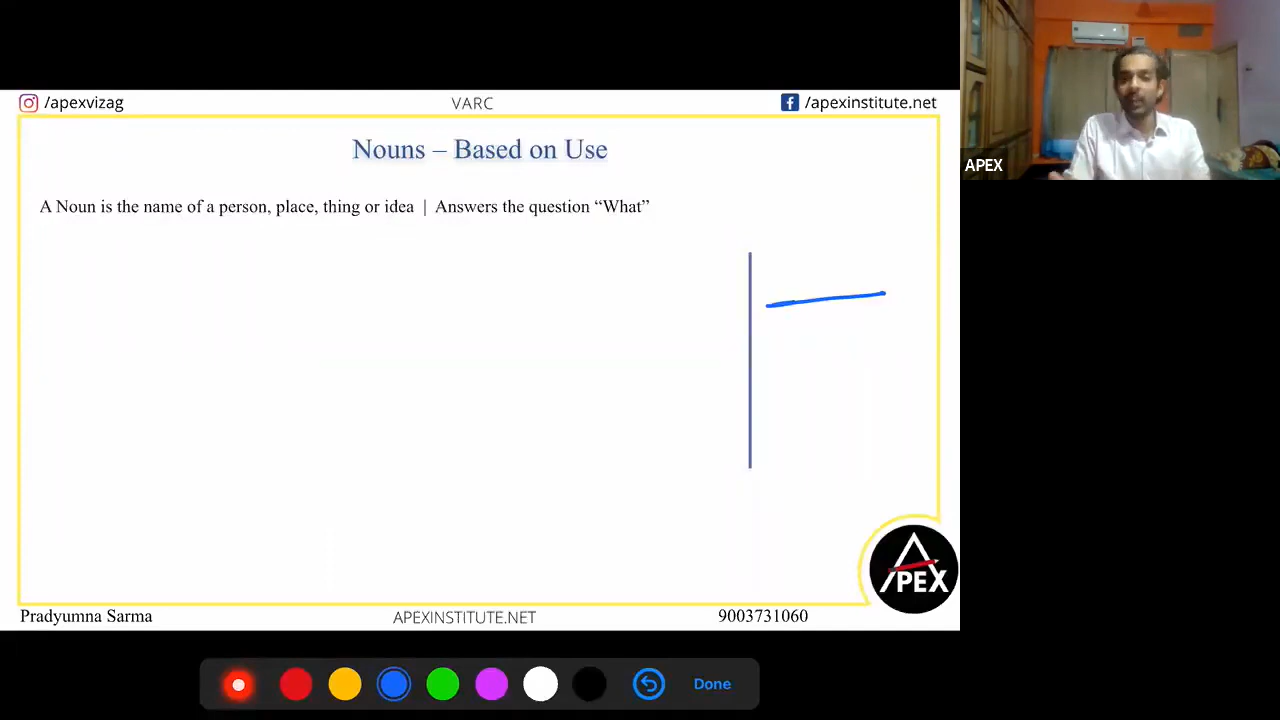 /apexvizag VARC /apexinstitute.net
Nouns – Based on Use
A Noun is the name of a person, place, thing or idea | Answers the question “What”
APEX
APEX
Pradyumna Sarma APEXINSTITUTE.NET 9003731060
Done